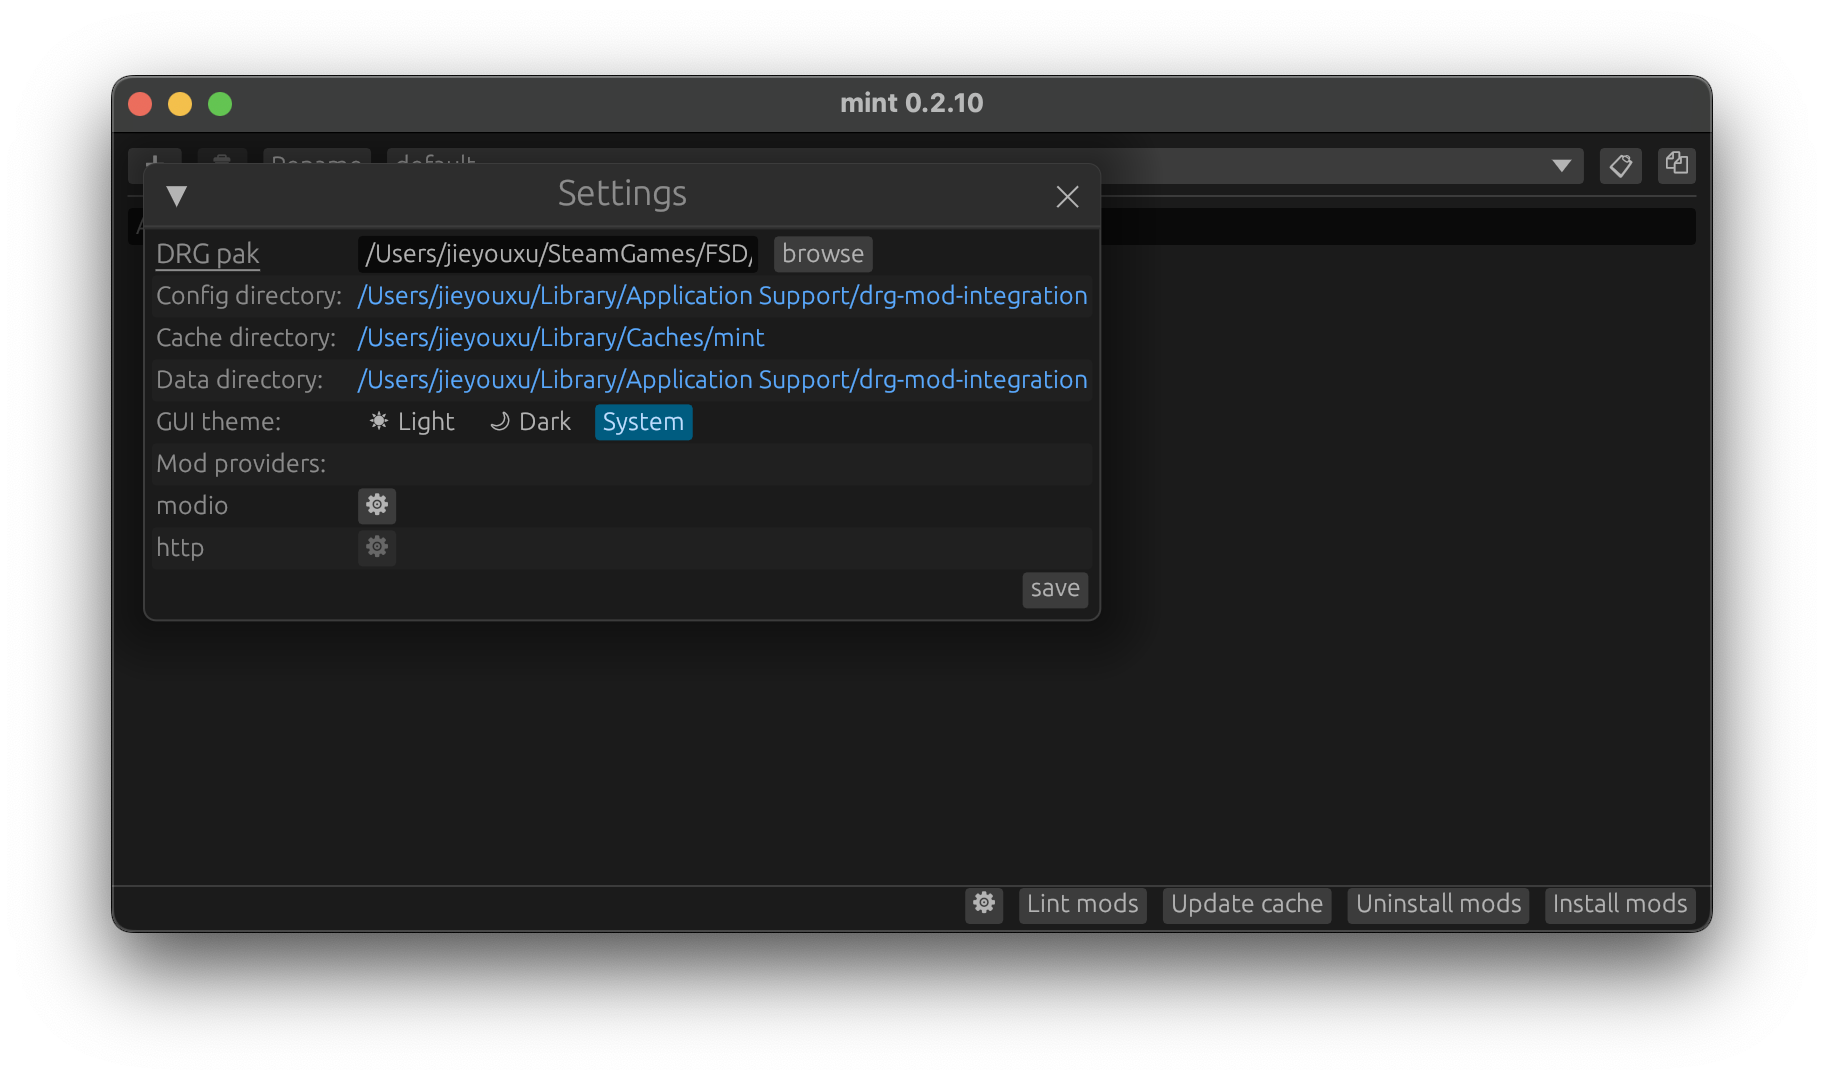 mint 0.2.10
Rename default
Settings
DRG pak /Users/jieyouxu/SteamGames/FSD/ browse
Config directory: /Users/jieyouxu/Library/Application Support/drg-mod-integration
Cache directory: /Users/jieyouxu/Library/Caches/mint
Data directory: /Users/jieyouxu/Library/Application Support/drg-mod-integration
GUI theme: Light Dark System
Mod providers:
modio
http
save
Lint mods Update cache Uninstall mods Install mods